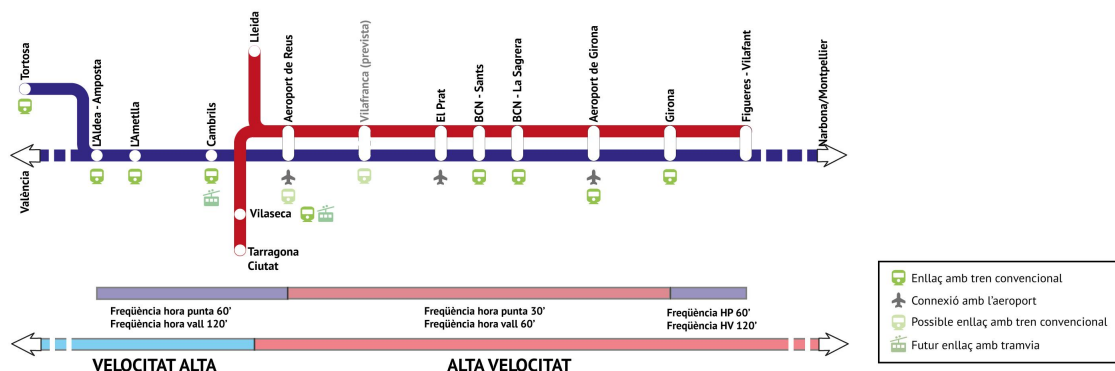 Tortosa
València
L'Aldea - Amposta
L'Ametlla
Cambrils
Lleida
Aeroport de Reus
Vilafranca (prevista)
El Prat
BCN - Sants
BCN - La Sagrera
Aeroport de Girona
Girona
Figueres - Vilafant
Narbona/Montpellier
Vilaseca
Tarragona
Ciutat
Freqüència hora punta 60'
Freqüència hora vall 120'
Freqüència hora punta 30'
Freqüència hora vall 60'
Freqüència HP 60'
Freqüència HV 120'
VELOCITAT ALTA
ALTA VELOCITAT
Enllaç amb tren convencional
Connexió amb l'aeroport
Possible enllaç amb tren convencional
Futur enllaç amb tramvia